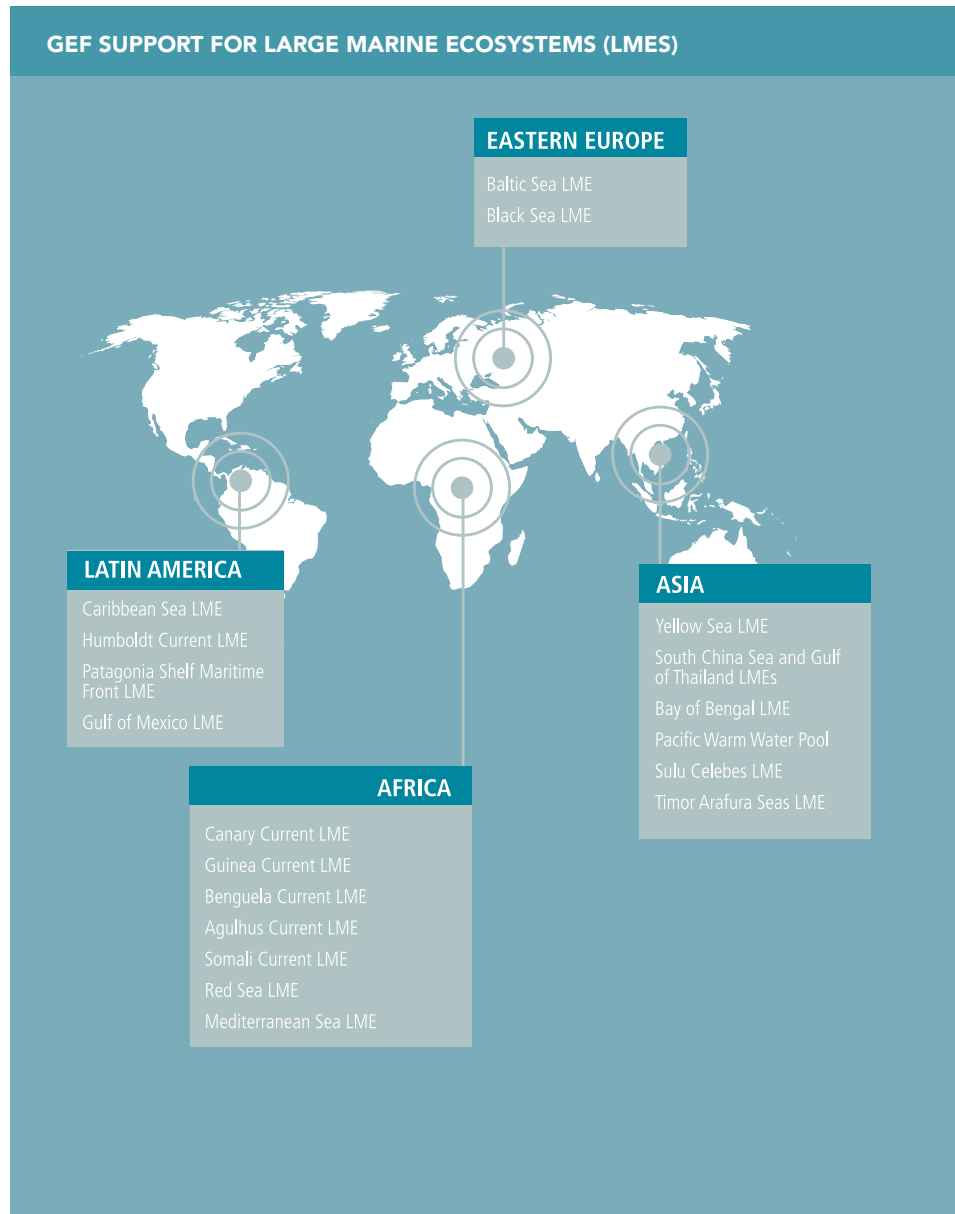 GEF SUPPORT FOR LARGE MARINE ECOSYSTEMS (LMES)
EASTERN EUROPE
Baltic Sea LME
Black Sea LME
LATIN AMERICA
Caribbean Sea LME
Humboldt Current LME
Patagonia Shelf Maritime
Front LME
Gulf of Mexico LME
AFRICA
Canary Current LME
Guinea Current LME
Benguela Current LME
Agulhus Current LME
Somali Current LME
Red Sea LME
Mediterranean Sea LME
ASIA
Yellow Sea LME
South China Sea and Gulf
of Thailand LMEs
Bay of Bengal LME
Pacific Warm Water Pool
Sulu Celebes LME
Timor Arafura Seas LME